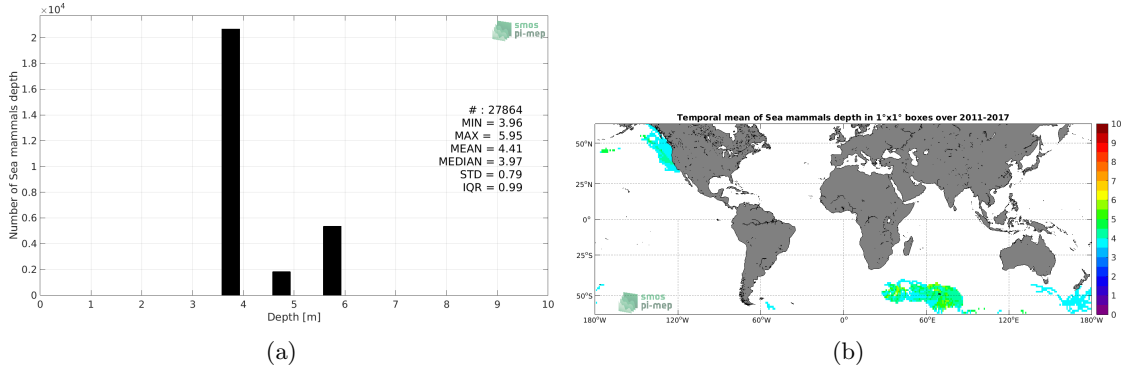 ×10⁴
smos
pi-mep
Number of Sea mammals depth
2
1.8
1.6
1.4
1.2
1
0.8
0.6
0.4
0.2
0
# : 27864
MIN = 3.96
MAX = 5.95
MEAN = 4.41
MEDIAN = 3.97
STD = 0.79
IQR = 0.99
0 1 2 3 4 5 6 7 8 9 10
Depth [m]
(a)
Temporal mean of Sea mammals depth in 1°x1° boxes over 2011-2017
50°N
25°N
0°
25°S
50°S
smos
pi-mep
180°W 120°W 60°W 0° 60°E 120°E 180°E
10
9
8
7
6
5
4
3
2
1
0
(b)